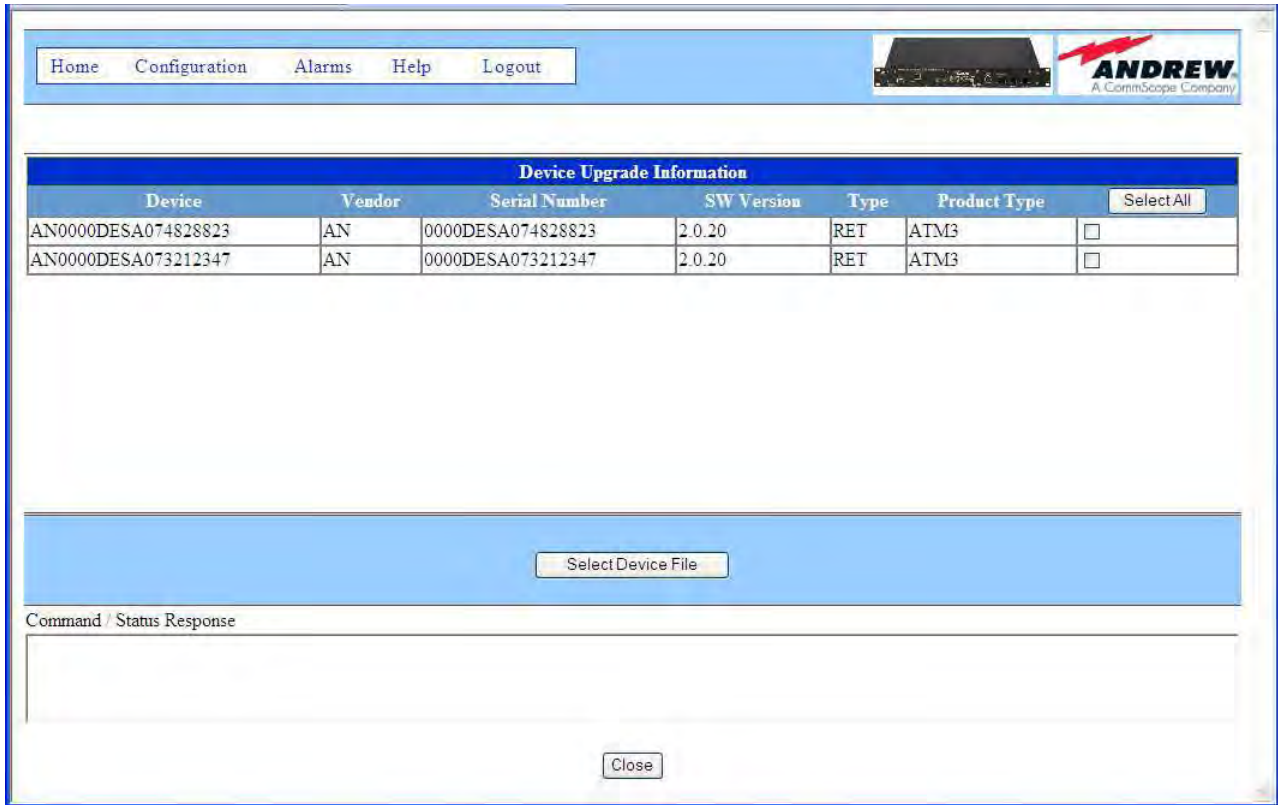 Home Configuration Alarms Help Logout
ANDREW.
A CommScope Company
Device Upgrade Information
Device Vendor Serial Number SW Version Type Product Type Select All
AN0000DESA074828823 AN 0000DESA074828823 2.0.20 RET ATM3
AN0000DESA073212347 AN 0000DESA073212347 2.0.20 RET ATM3
Select Device File
Command / Status Response
Close